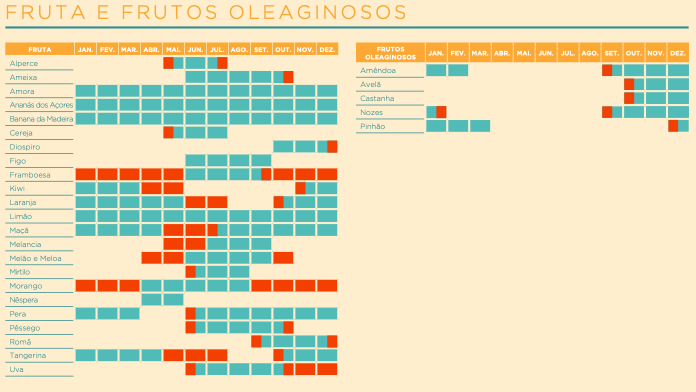 FRUTA E FRUTOS OLEAGINOSOS
FRUTA JAN. FEV. MAR. ABR. MAI. JUN. JUL. AGO. SET. OUT. NOV. DEZ.
Alperce
Ameixa
Amora
Ananás dos Açores
Banana da Madeira
Cereja
Diospiro
Figo
Framboesa
Kiwi
Laranja
Limão
Maçã
Melancia
Melão e Meloa
Mirtilo
Morango
Nêspera
Pera
Pêssego
Romã
Tangerina
Uva
FRUTOS
OLEAGINOSOS
JAN. FEV. MAR. ABR. MAI. JUN. JUL. AGO. SET. OUT. NOV. DEZ.
Amêndoa
Avelã
Castanha
Nozes
Pinhão